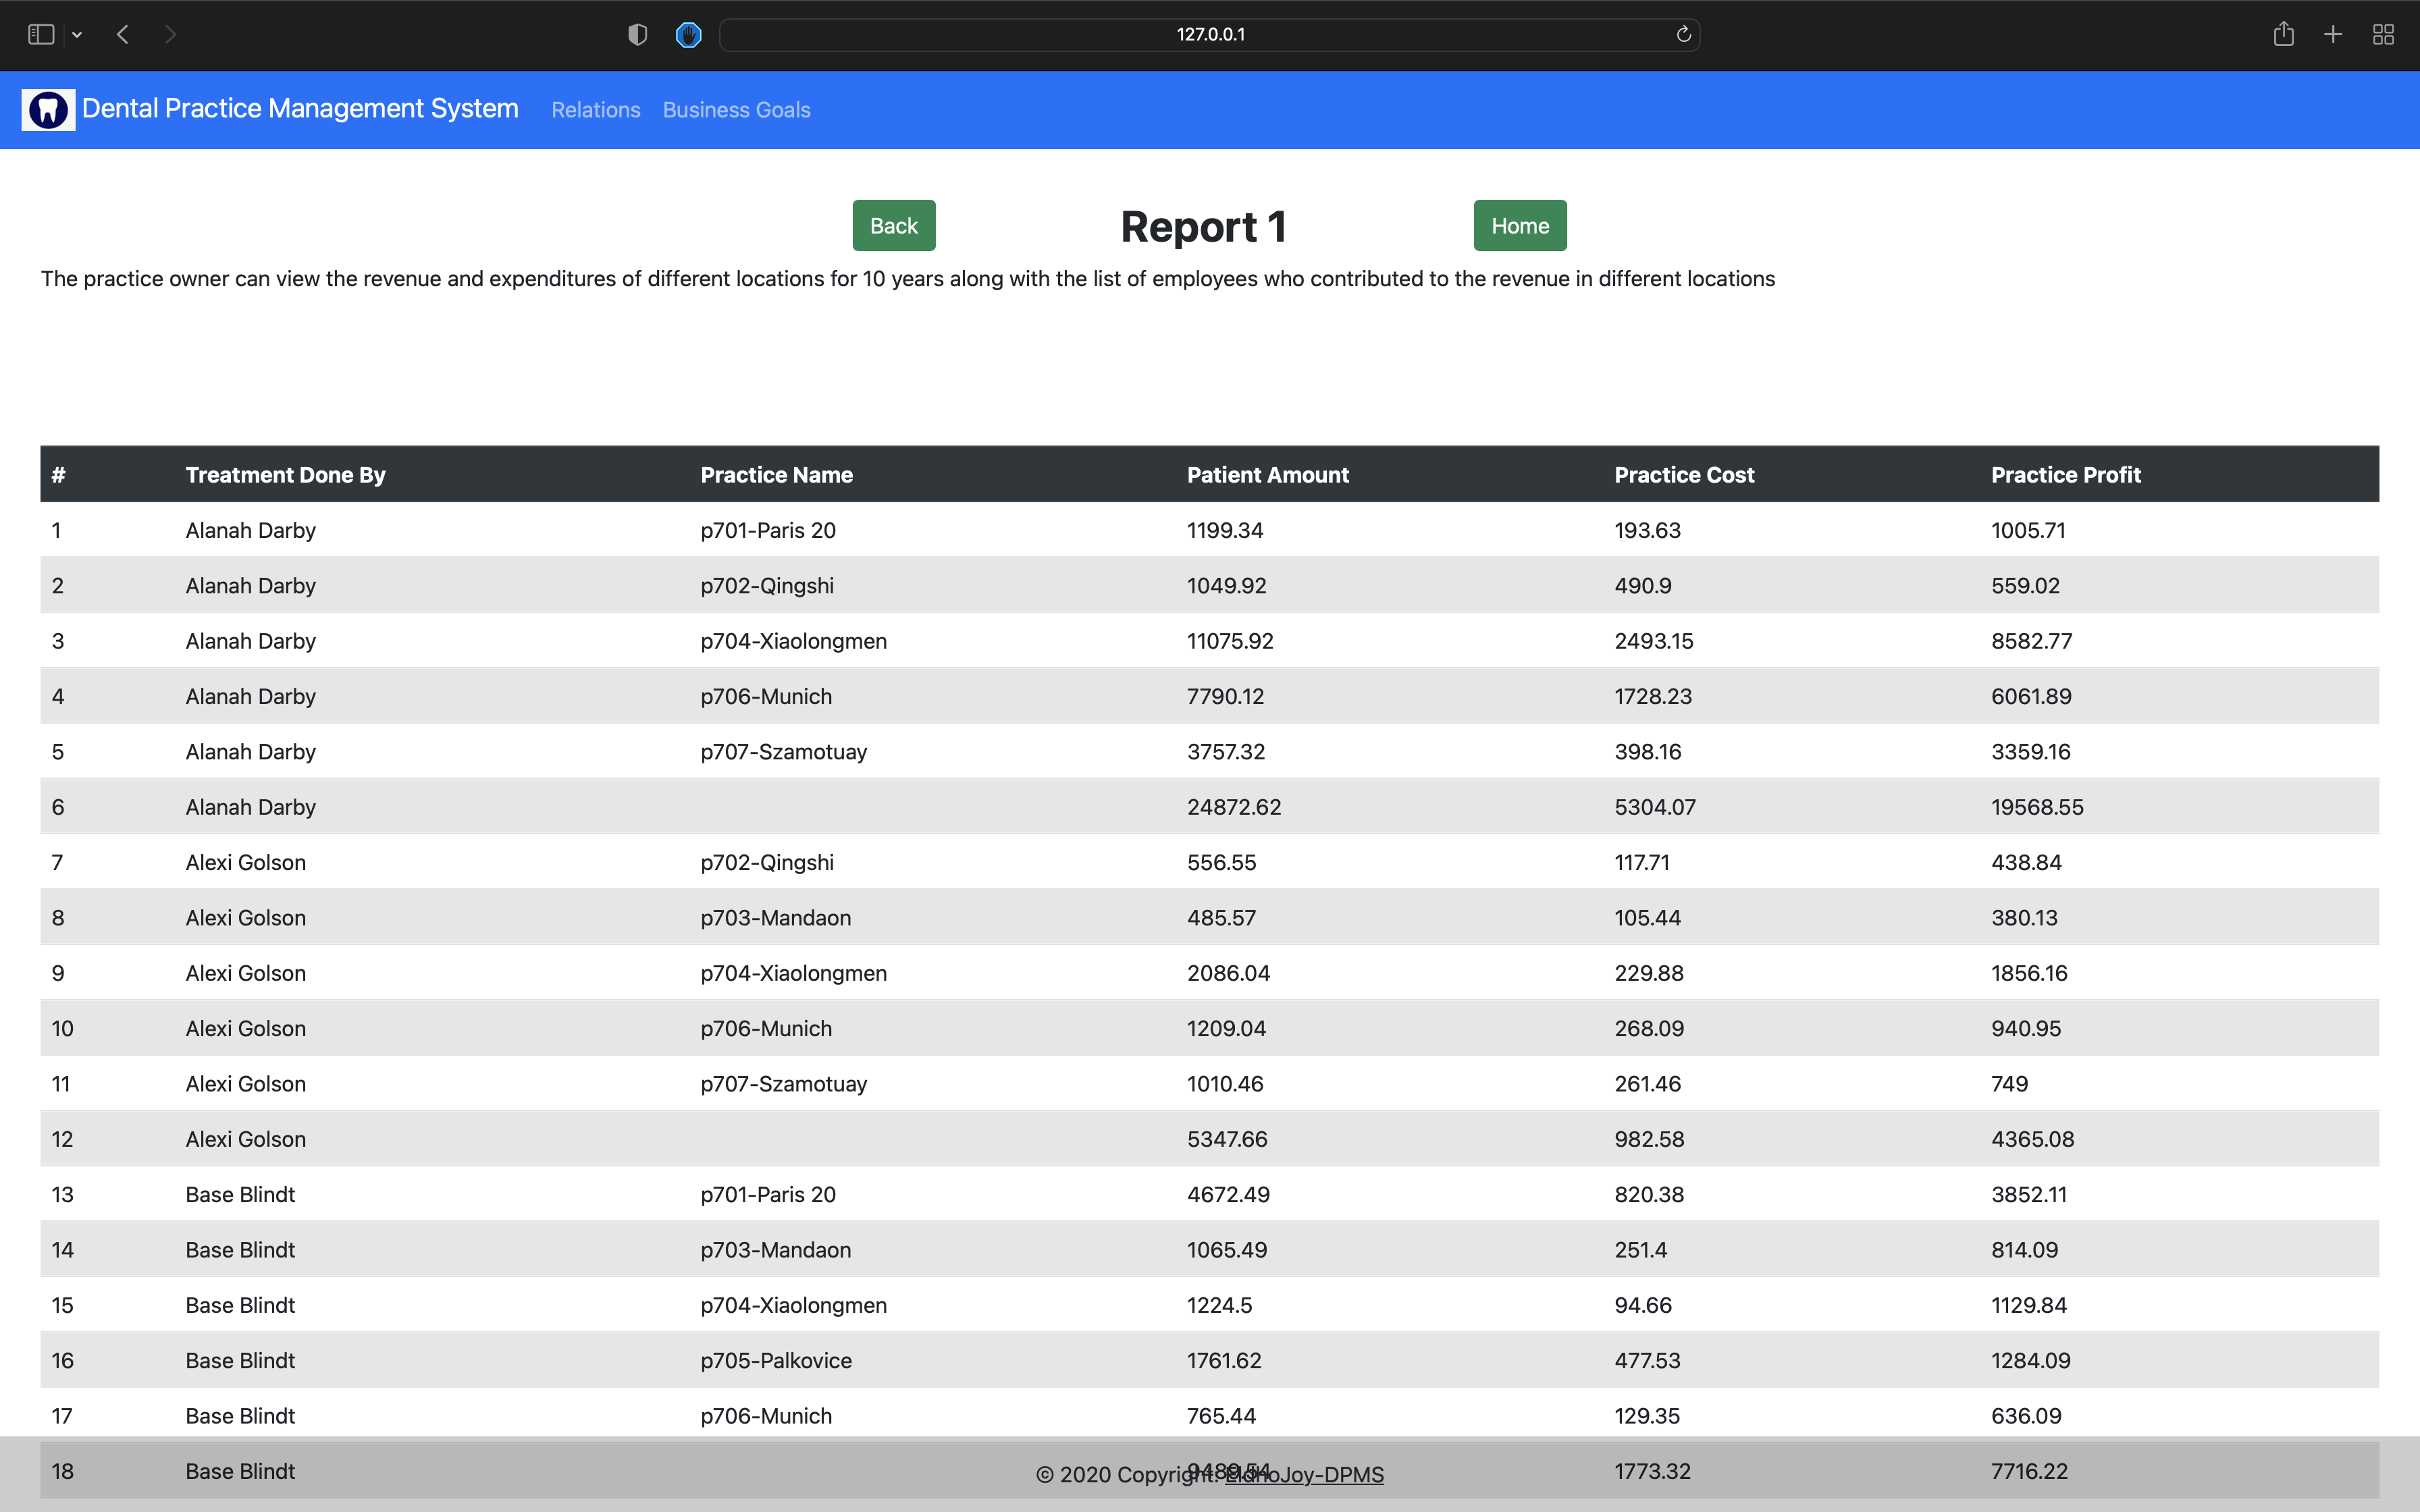 127.0.0.1
Dental Practice Management System Relations Business Goals
Back Report 1 Home
The practice owner can view the revenue and expenditures of different locations for 10 years along with the list of employees who contributed to the revenue in different locations
# Treatment Done By Practice Name Patient Amount Practice Cost Practice Profit
1 Alanah Darby p701-Paris 20 1199.34 193.63 1005.71
2 Alanah Darby p702-Qingshi 1049.92 490.9 559.02
3 Alanah Darby p704-Xiaolongmen 11075.92 2493.15 8582.77
4 Alanah Darby p706-Munich 7790.12 1728.23 6061.89
5 Alanah Darby p707-Szamotuay 3757.32 398.16 3359.16
6 Alanah Darby 24872.62 5304.07 19568.55
7 Alexi Golson p702-Qingshi 556.55 117.71 438.84
8 Alexi Golson p703-Mandaon 485.57 105.44 380.13
9 Alexi Golson p704-Xiaolongmen 2086.04 229.88 1856.16
10 Alexi Golson p706-Munich 1209.04 268.09 940.95
11 Alexi Golson p707-Szamotuay 1010.46 261.46 749
12 Alexi Golson 5347.66 982.58 4365.08
13 Base Blindt p701-Paris 20 4672.49 820.38 3852.11
14 Base Blindt p703-Mandaon 1065.49 251.4 814.09
15 Base Blindt p704-Xiaolongmen 1224.5 94.66 1129.84
16 Base Blindt p705-Palkovice 1761.62 477.53 1284.09
17 Base Blindt p706-Munich 765.44 129.35 636.09
18 Base Blindt 9489.54 1773.32 7716.22
© 2020 Copyright: EldhoJoy-DPMS